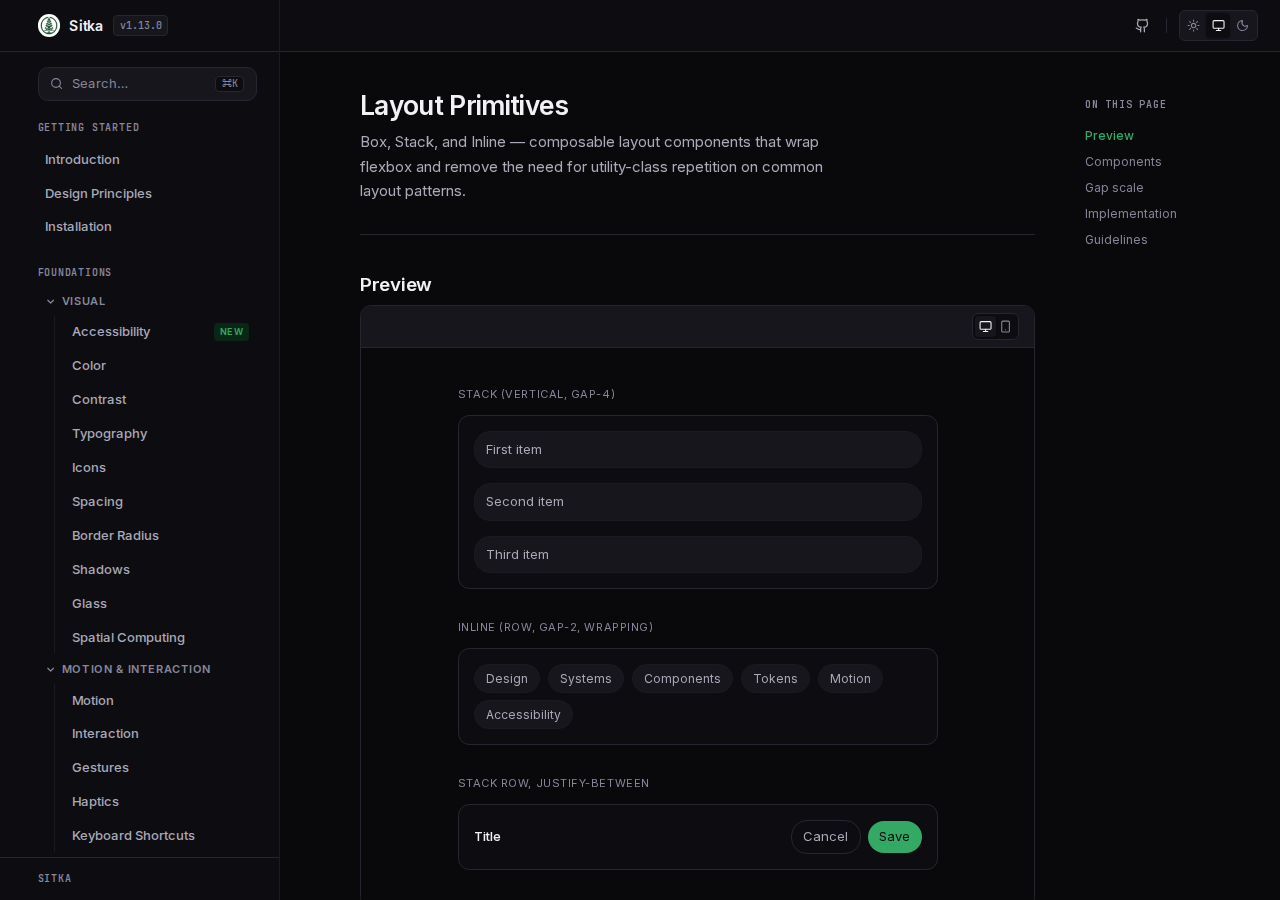 Sitka
v1.13.0
Search...
⌘K
GETTING STARTED
Introduction
Design Principles
Installation
FOUNDATIONS
VISUAL
Accessibility
NEW
Color
Contrast
Typography
Icons
Spacing
Border Radius
Shadows
Glass
Spatial Computing
MOTION & INTERACTION
Motion
Interaction
Gestures
Haptics
Keyboard Shortcuts
SITKA
Layout Primitives
Box, Stack, and Inline — composable layout components that wrap
flexbox and remove the need for utility-class repetition on common
layout patterns.
Preview
STACK (VERTICAL, GAP-4)
First item
Second item
Third item
INLINE (ROW, GAP-2, WRAPPING)
Design Systems Components Tokens Motion
Accessibility
STACK ROW, JUSTIFY-BETWEEN
Title Cancel Save
ON THIS PAGE
Preview
Components
Gap scale
Implementation
Guidelines